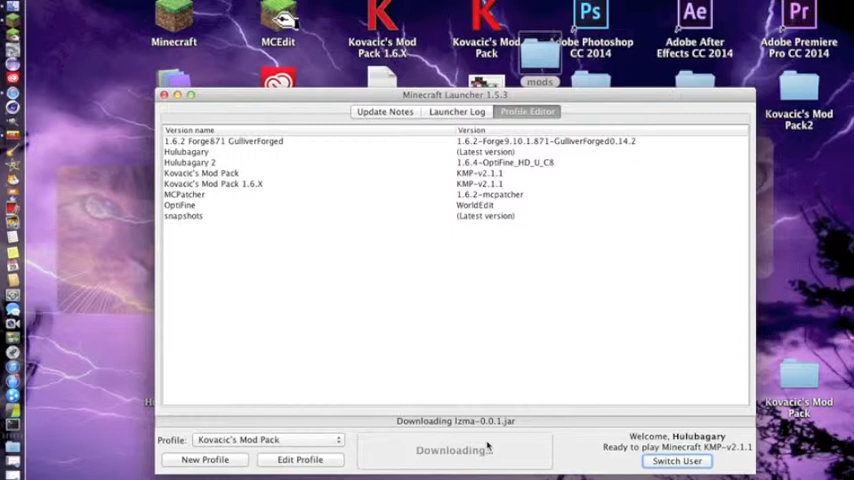 Minecraft
MCEdit
Kovacic's Mod
Pack 1.6.X
Kovacic's Mod
Pack
mods
Adobe Photoshop
CC 2014
Adobe After
Effects CC 2014
Adobe Premiere
Pro CC 2014
Ps
Ae
Pr
Kovacic's Mod
Pack2
Minecraft Launcher 1.5.3
Update Notes
Launcher Log
Profile Editor
Version name
Version
1.6.2 Forge871 GulliverForged
1.6.2-Forge9.10.1.871-GulliverForged0.14.2
Hulubagary
(Latest version)
Hulubagary 2
1.6.4-OptiFine_HD_U_C8
Kovacic's Mod Pack
KMP-v2.1.1
Kovacic's Mod Pack 1.6.X
KMP-v2.1.1
MCPatcher
1.6.2-mcpatcher
OptiFine
WorldEdit
snapshots
(Latest version)
Kovacic's Mod
Pack
Downloading lzma-0.0.1.jar
Profile:
Kovacic's Mod Pack
Downloading...
Welcome, Hulubagary
Ready to play Minecraft KMP-v2.1.1
New Profile
Edit Profile
Switch User